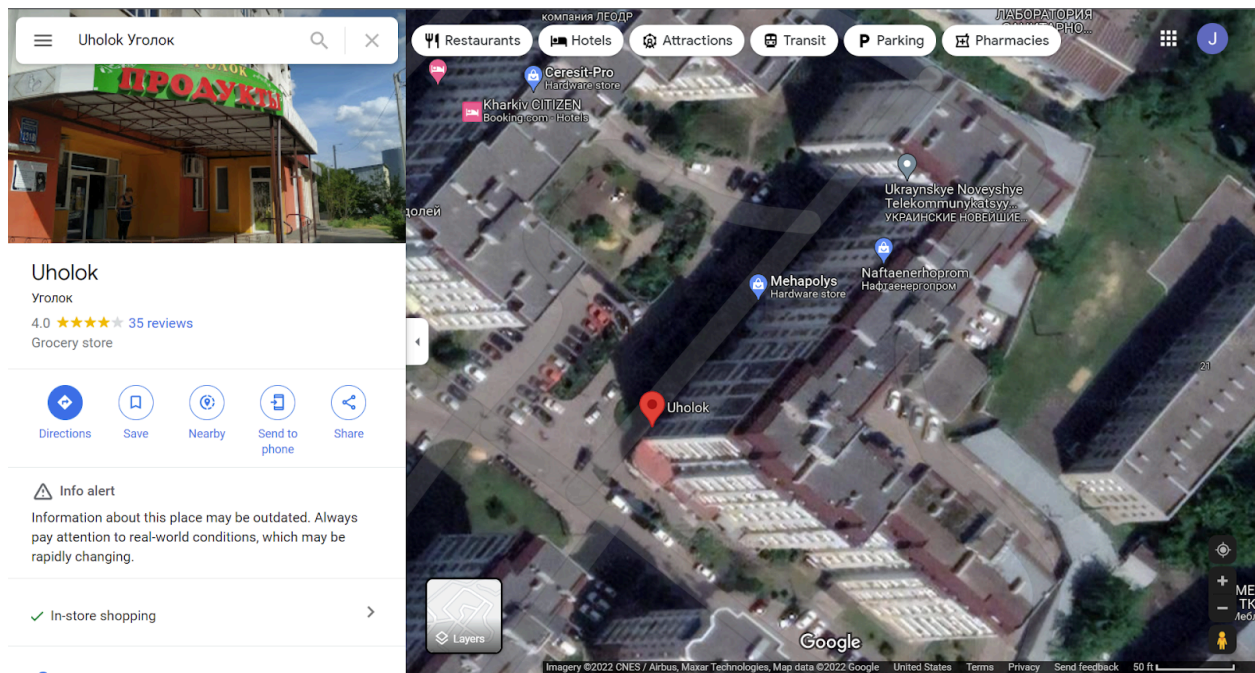 Uholok Уголок
УГОЛОК
ПРОДУКТЫ
Uholok
Уголок
4.0 35 reviews
Grocery store
Directions
Save
Nearby
Send to
phone
Share
Info alert
Information about this place may be outdated. Always
pay attention to real-world conditions, which may be
rapidly changing.
In-store shopping
компания ЛЕОДР
ЛАБОРАТОРИЯ
Restaurants
Hotels
Attractions
Transit
Parking
Pharmacies
J
Ceresit-Pro
Hardware store
Kharkiv CITIZEN
Booking.com - Hotels
долей
Ukraynskye Noveyshye
Telekommunykatsyy...
УКРАИНСКИЕ НОВЕЙШИЕ...
Naftaenerhoprom
Нафтаенергопром
Mehapolys
Hardware store
21
Uholok
Layers
Google
Imagery ©2022 CNES / Airbus, Maxar Technologies, Map data ©2022 Google United States Terms Privacy Send feedback 50 ft